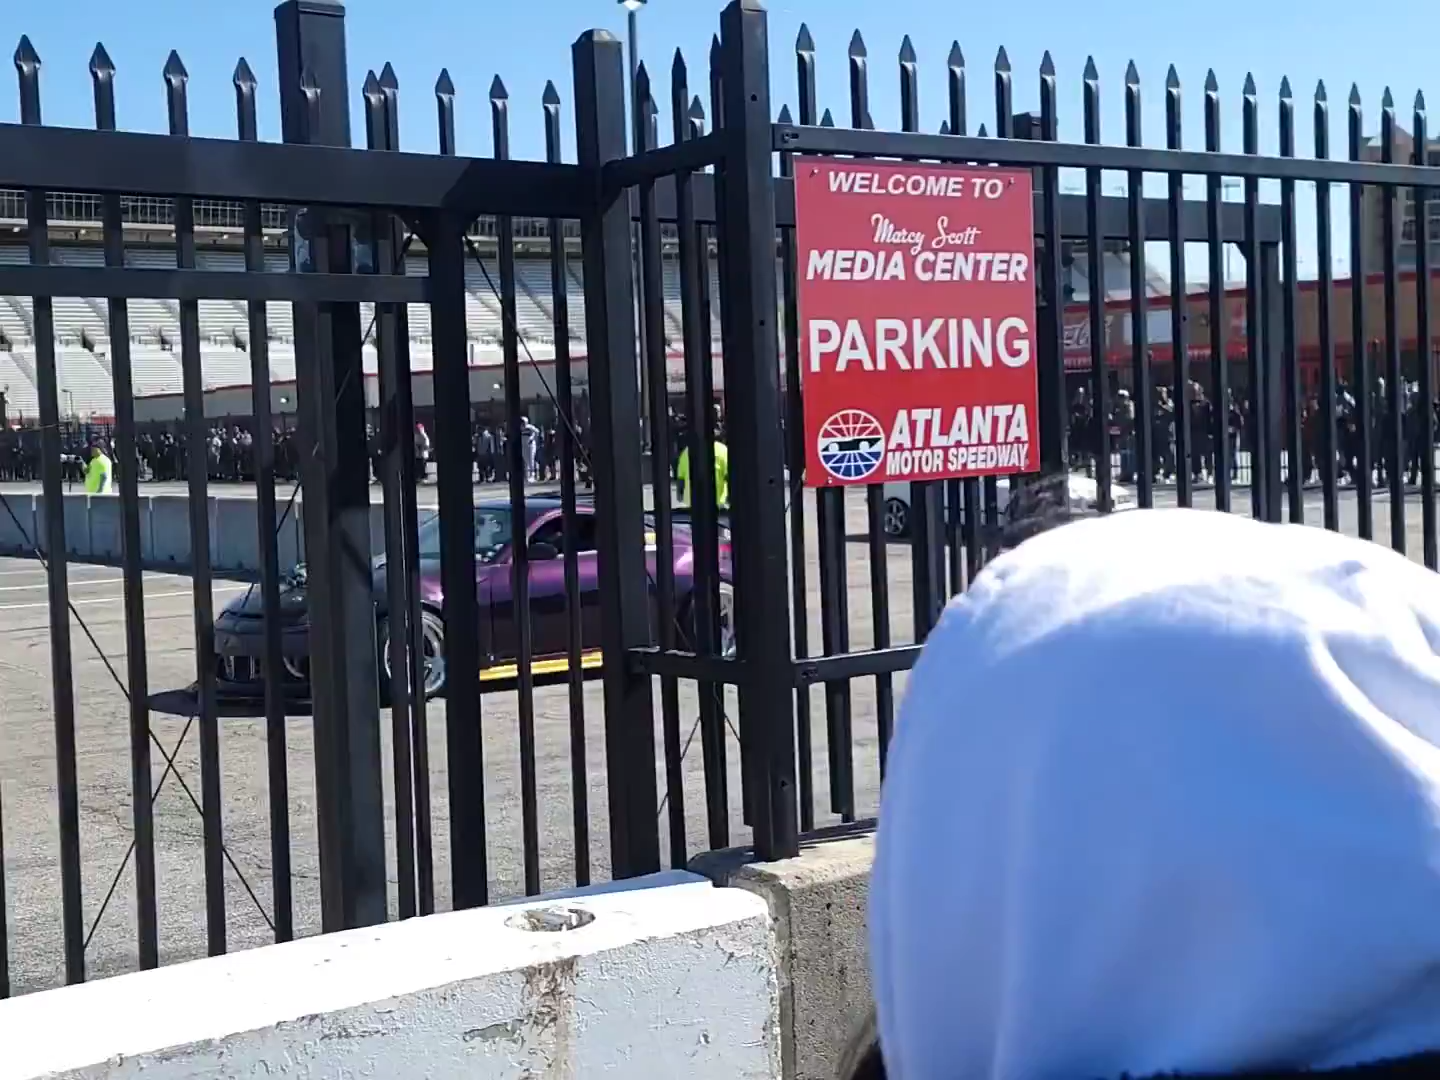 WELCOME TO
Marcy Scott
MEDIA CENTER
PARKING
ATLANTA
MOTOR SPEEDWAY